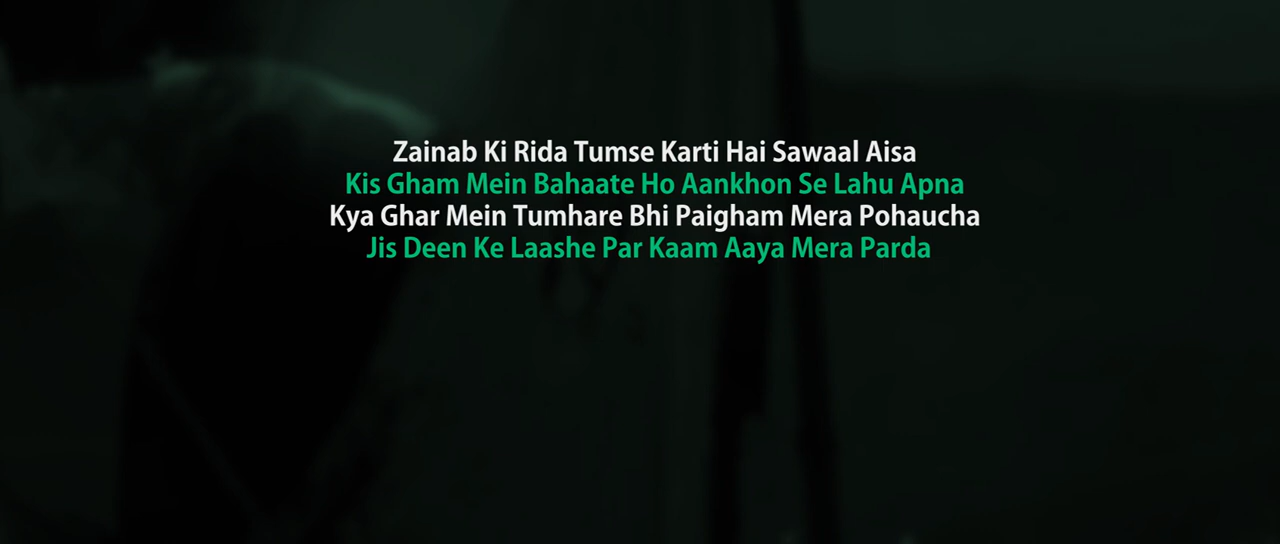 Zainab Ki Rida Tumse Karti Hai Sawaal Aisa
Kis Gham Mein Bahaate Ho Aankhon Se Lahu Apna
Kya Ghar Mein Tumhare Bhi Paigham Mera Pohaucha
Jis Deen Ke Laashe Par Kaam Aaya Mera Parda